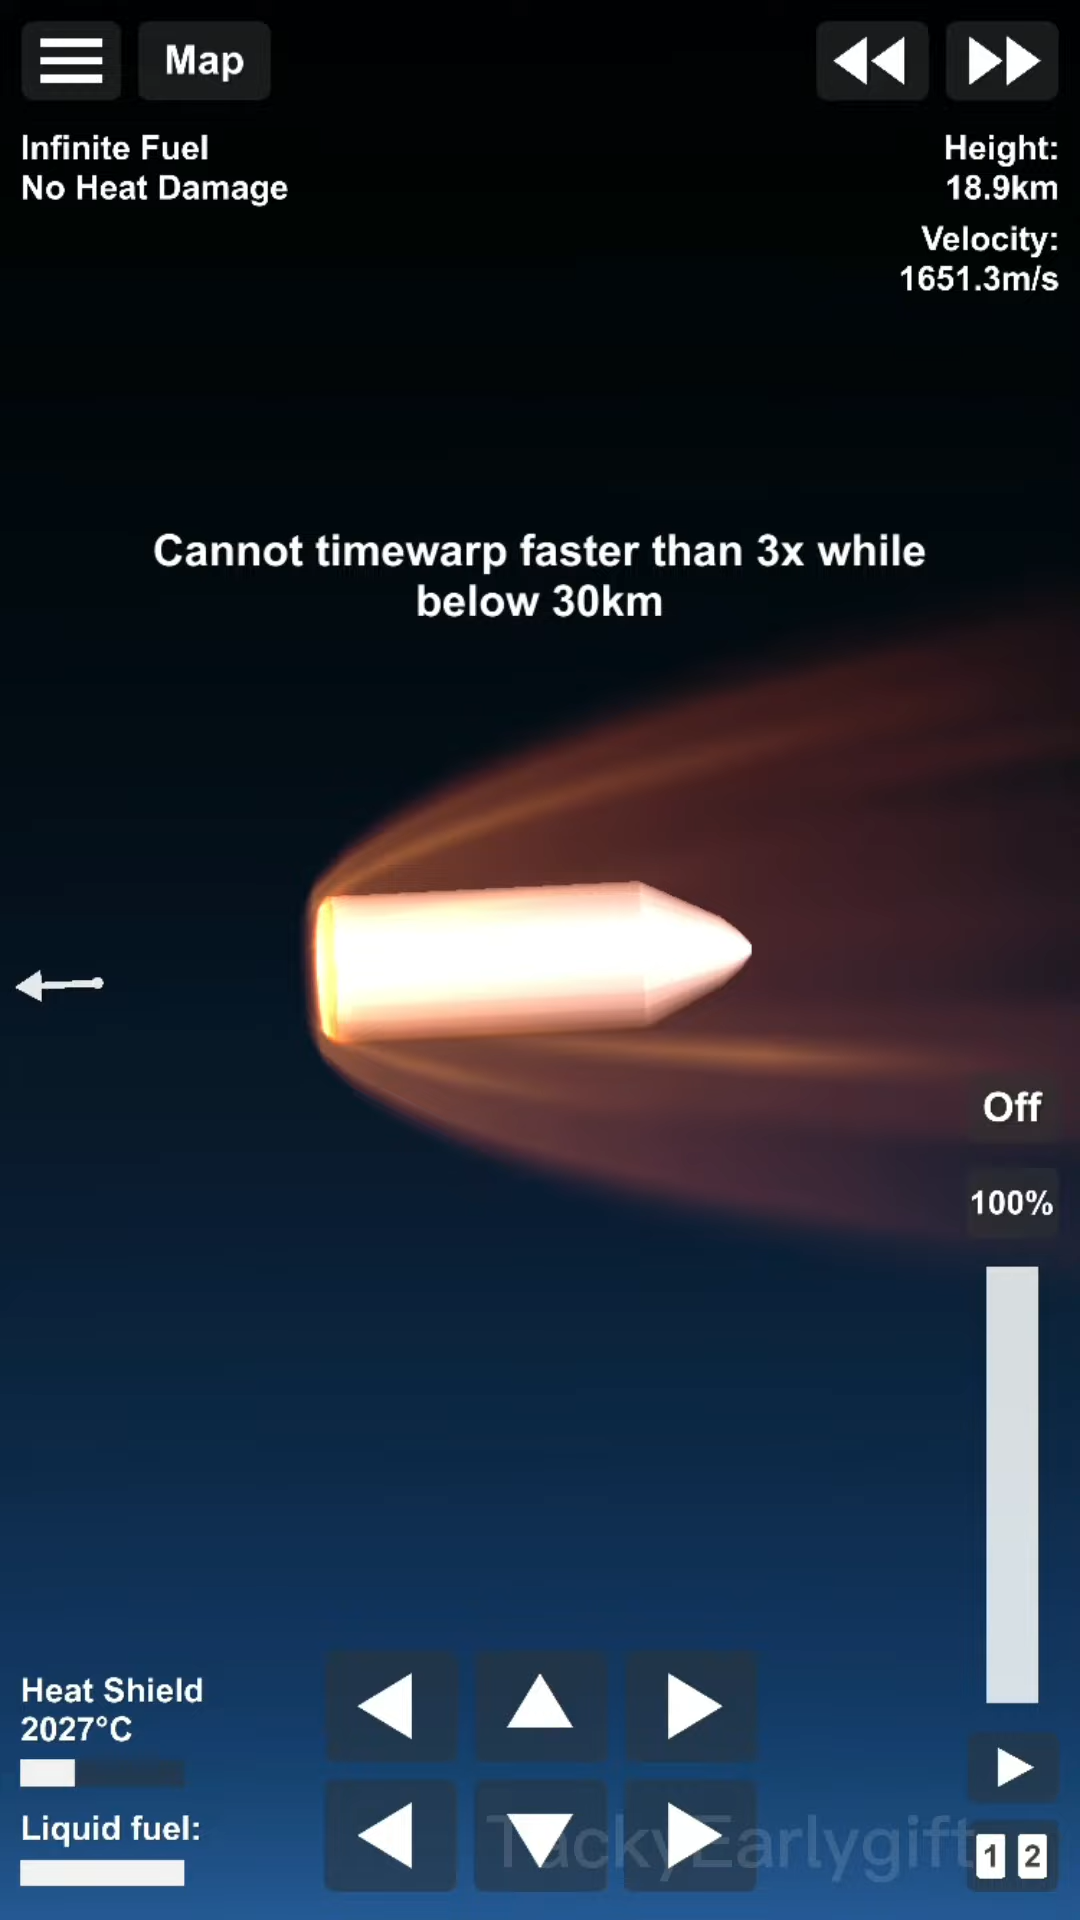 Map
Infinite Fuel
No Heat Damage
Height:
18.9km
Velocity:
1651.3m/s
Cannot timewarp faster than 3x while
below 30km
Off
100%
Heat Shield
2027°C
Liquid fuel:
TackyEarlygift
1 2